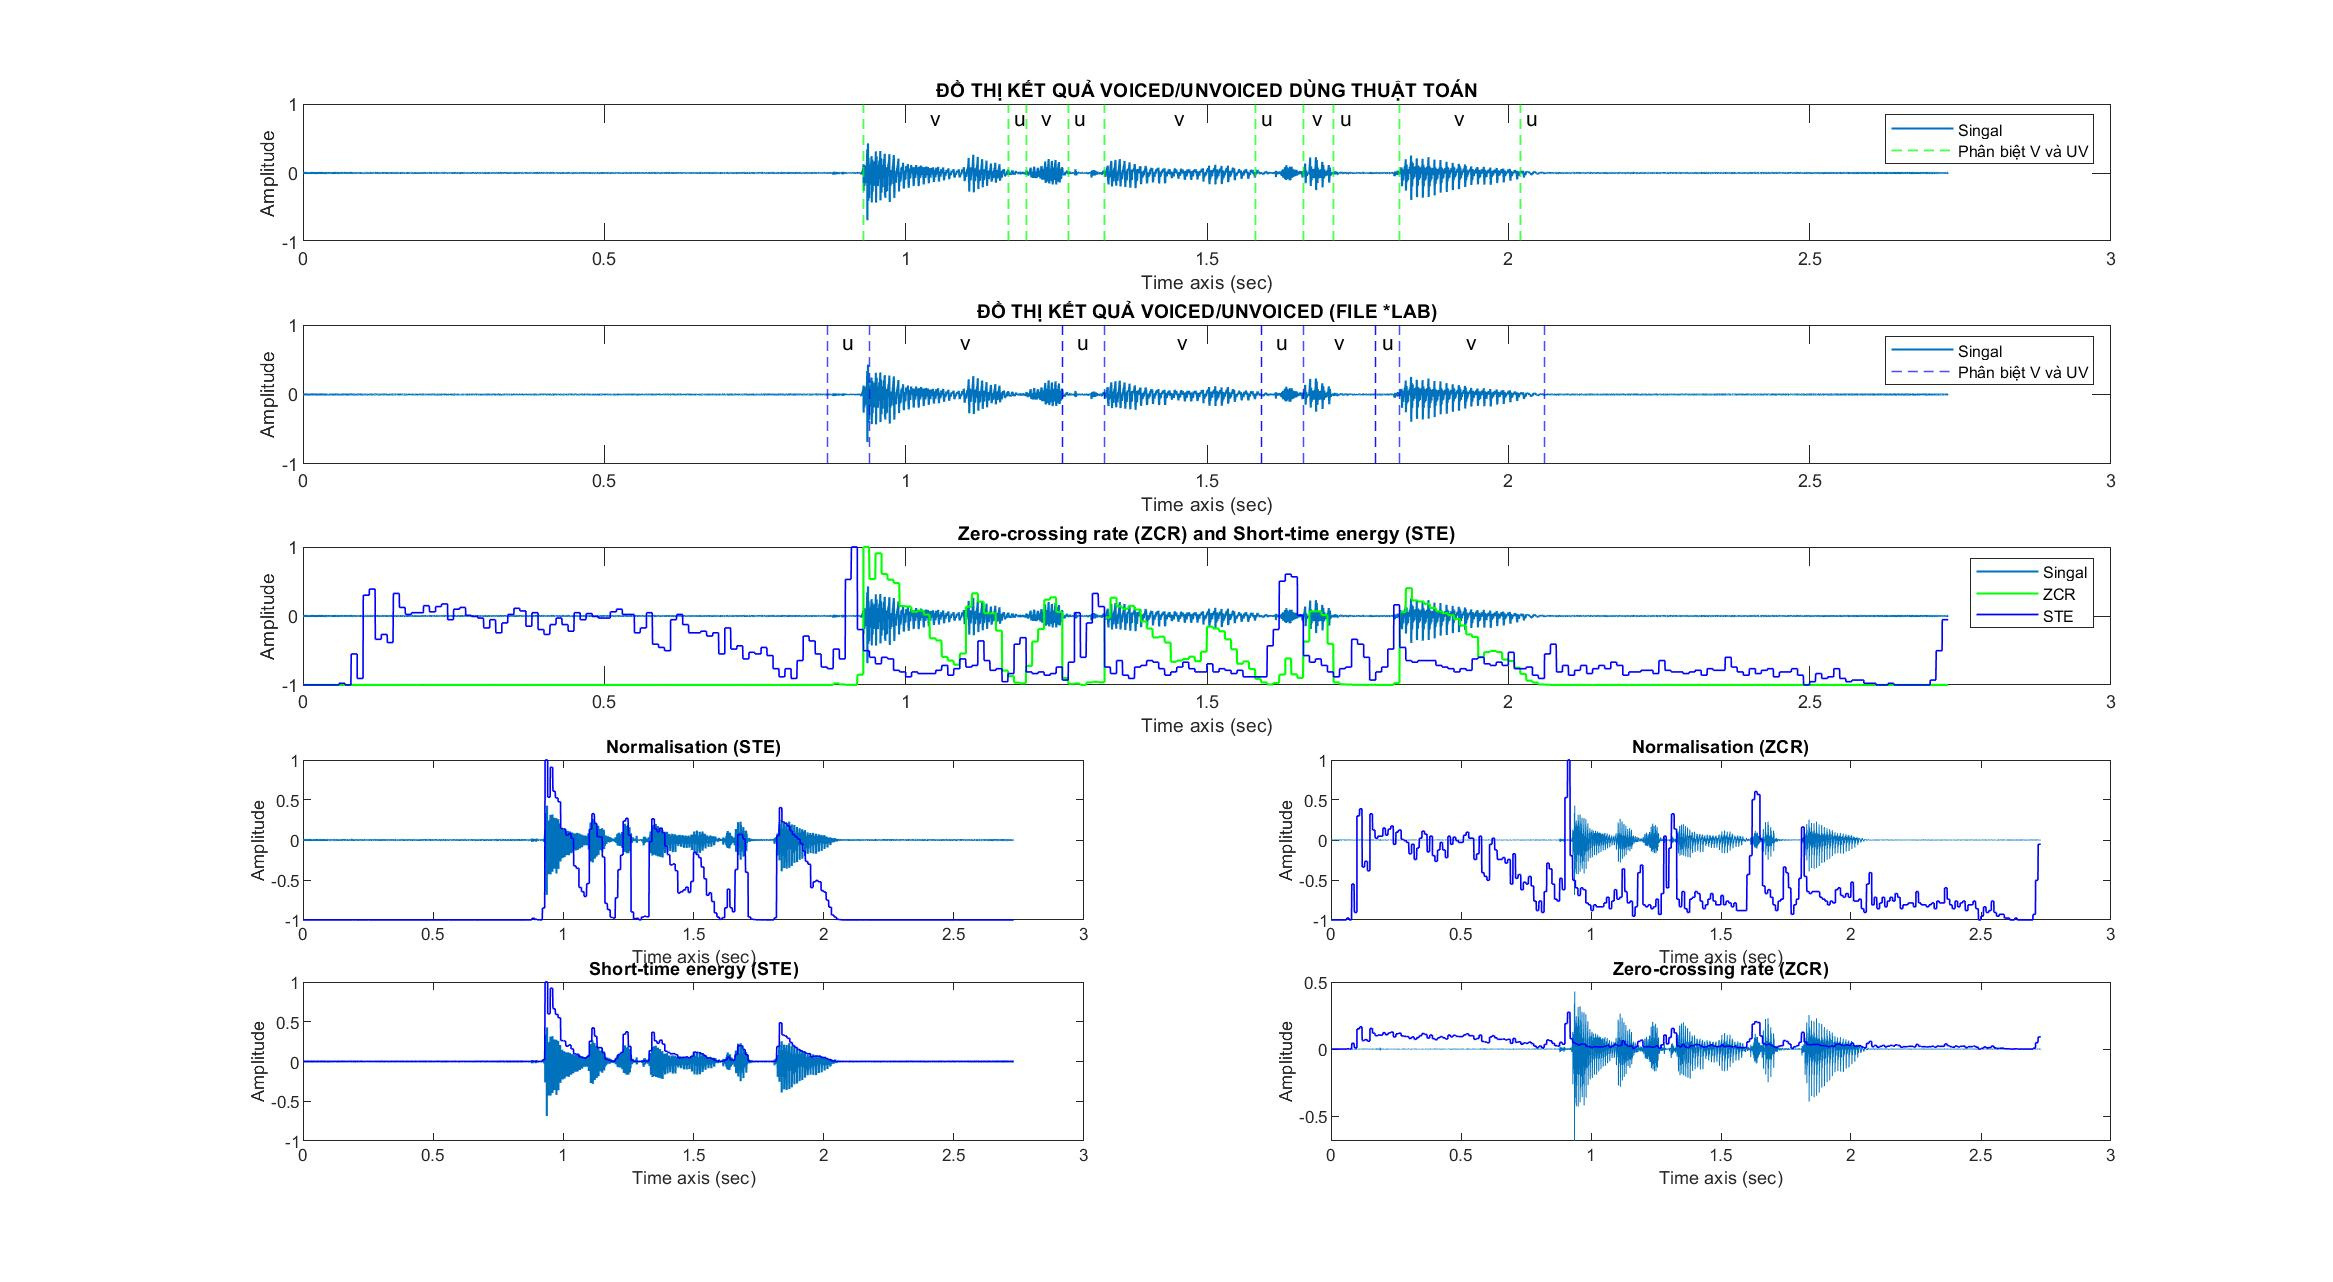 ĐỒ THỊ KẾT QUẢ VOICED/UNVOICED DÙNG THUẬT TOÁN
1
0
-1
Amplitude
v u v u v u v u v u
Singal
Phân biệt V và UV
0 0.5 1 1.5 2 2.5 3
Time axis (sec)
ĐỒ THỊ KẾT QUẢ VOICED/UNVOICED (FILE *LAB)
1
0
-1
Amplitude
u v u v u v u v
Singal
Phân biệt V và UV
0 0.5 1 1.5 2 2.5 3
Time axis (sec)
Zero-crossing rate (ZCR) and Short-time energy (STE)
1
0
-1
Amplitude
Singal
ZCR
STE
0 0.5 1 1.5 2 2.5 3
Time axis (sec)
Normalisation (STE)
1
0.5
0
-0.5
-1
Amplitude
0 0.5 1 1.5 2 2.5 3
Time axis (sec)
Normalisation (ZCR)
1
0.5
0
-0.5
-1
Amplitude
0 0.5 1 1.5 2 2.5 3
Time axis (sec)
Short-time energy (STE)
1
0.5
0
-0.5
-1
Amplitude
0 0.5 1 1.5 2 2.5 3
Time axis (sec)
Zero-crossing rate (ZCR)
0.5
0
-0.5
Amplitude
0 0.5 1 1.5 2 2.5 3
Time axis (sec)